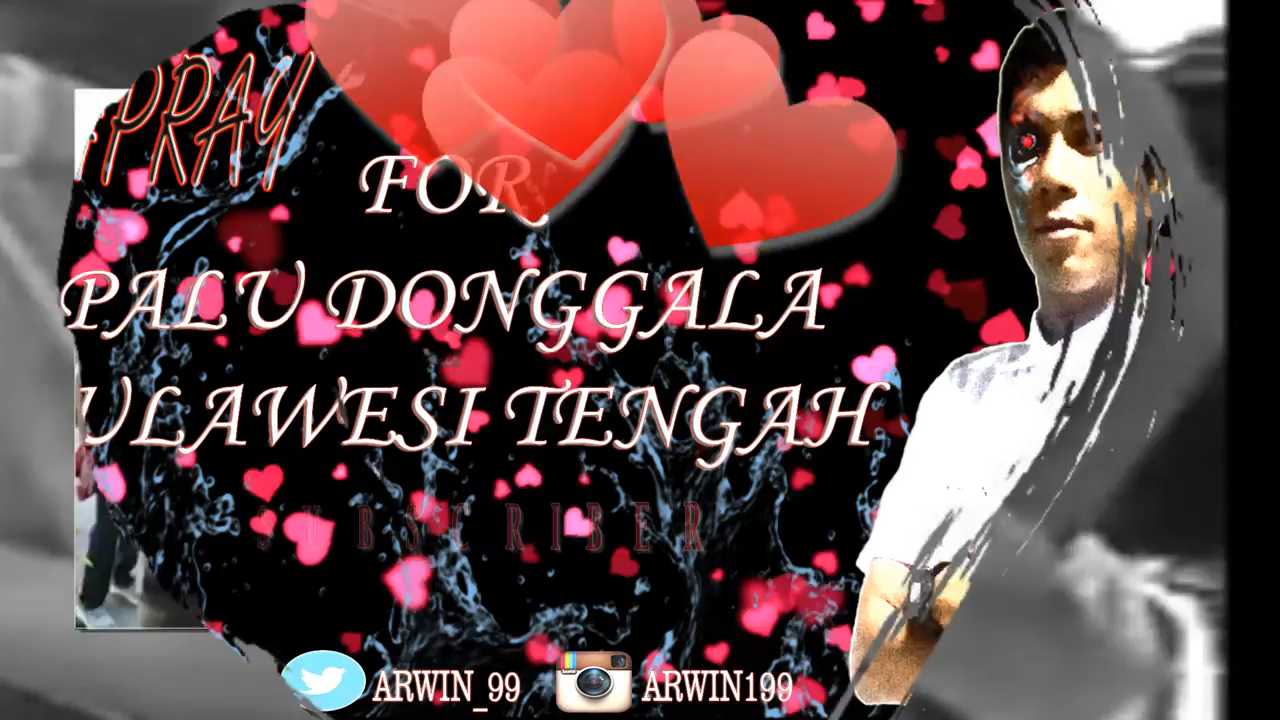 PRAY
FOR
PALU DONGGALA
ULAWESI TENGAH
SUBSCRIBER
ARWIN_99 ARWIN199